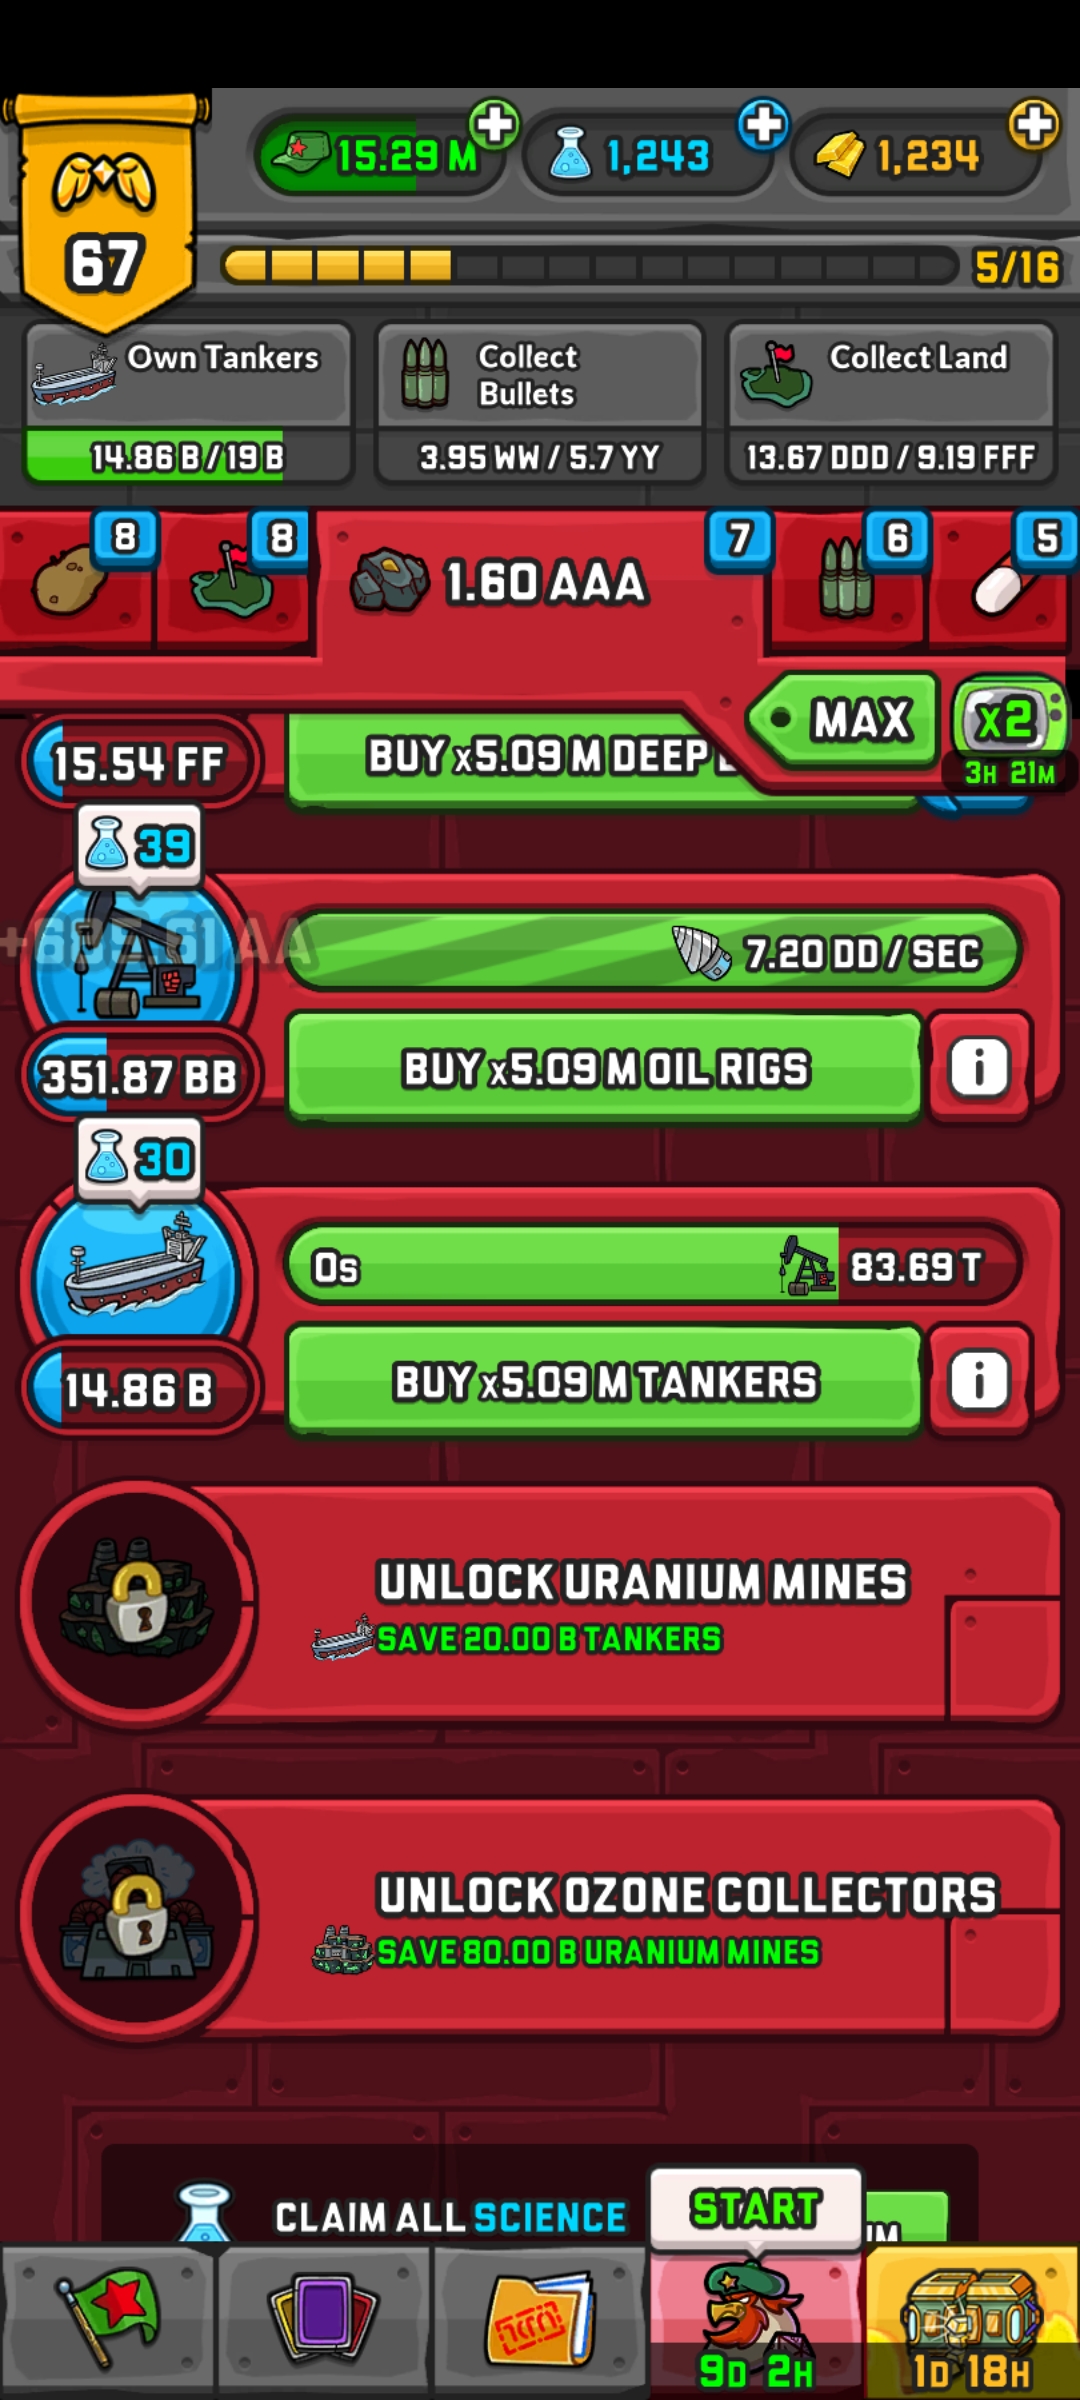 15.29 M
1,243
1,234
67
5/16
Own Tankers
14.86 B / 19 B
Collect
Bullets
3.95 WW / 5.7 YY
Collect Land
13.67 DDD / 9.19 FFF
8
8
1.60 AAA
7
6
5
MAX
x2
3H 21M
15.54 FF
BUY x5.09 M DEEP
39
7.20 DD / SEC
351.87 BB
BUY x5.09 M OIL RIGS
i
30
0s
83.69 T
14.86 B
BUY x5.09 M TANKERS
i
UNLOCK URANIUM MINES
SAVE 20.00 B TANKERS
UNLOCK OZONE COLLECTORS
SAVE 80.00 B URANIUM MINES
CLAIM ALL SCIENCE
START
9D 2H
1D 18H